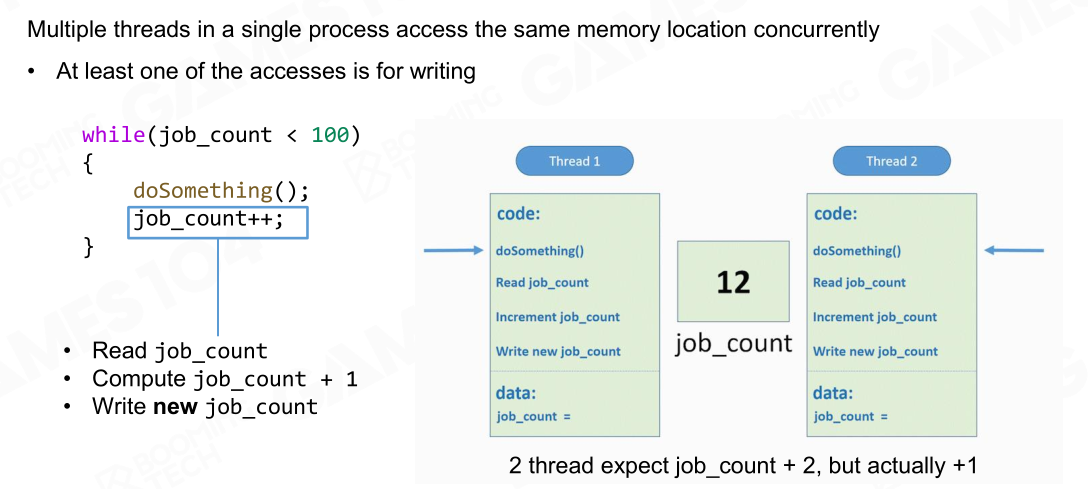 Multiple threads in a single process access the same memory location concurrently
• At least one of the accesses is for writing
while(job_count < 100)
{
doSomething();
job_count++;
}
• Read job_count
• Compute job_count + 1
• Write new job_count
Thread 1
code:
doSomething()
Read job_count
Increment job_count
Write new job_count
data:
job_count =
12
job_count
Thread 2
code:
doSomething()
Read job_count
Increment job_count
Write new job_count
data:
job_count =
2 thread expect job_count + 2, but actually +1
GAMES104
BOOMING
TECH